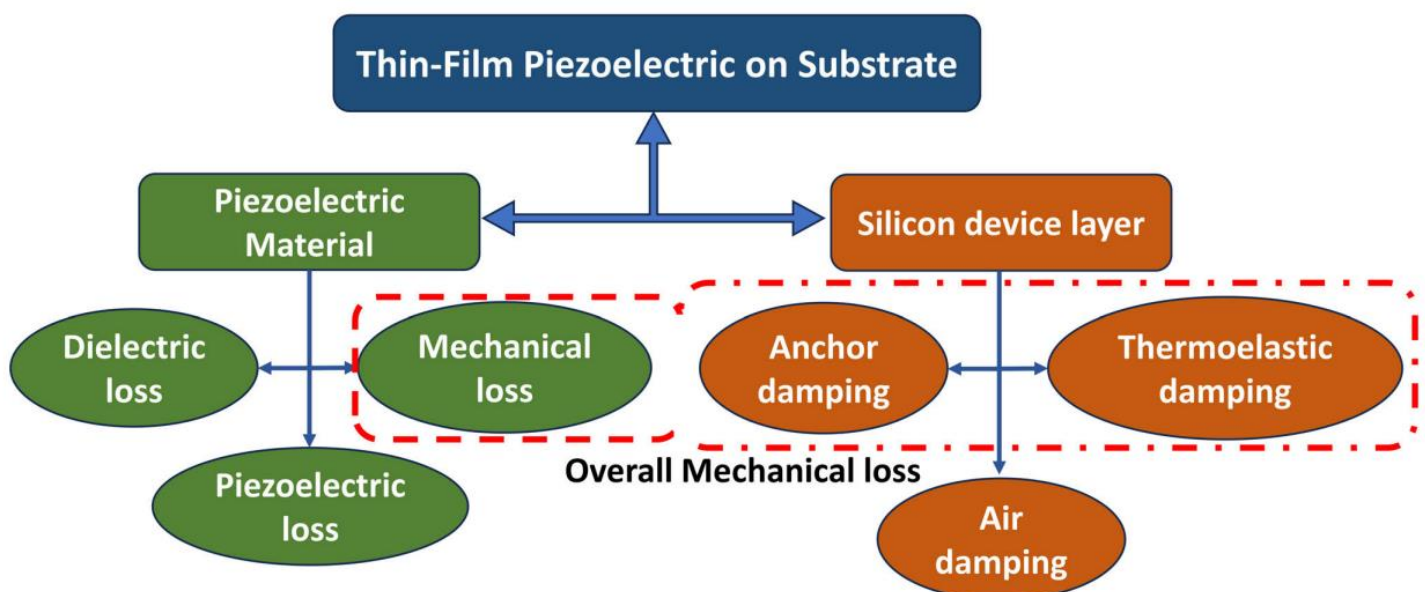 Thin-Film Piezoelectric on Substrate
Piezoelectric
Material
Silicon device layer
Dielectric
loss
Mechanical
loss
Anchor
damping
Thermoelastic
damping
Overall Mechanical loss
Piezoelectric
loss
Air
damping